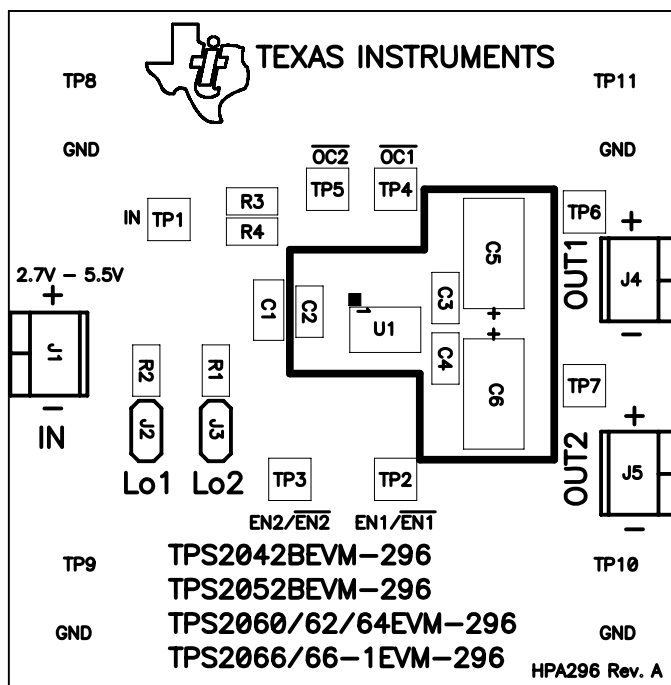 TEXAS INSTRUMENTS
TP8
TP11
GND
GND
OC2
OC1
TP5
TP4
IN
TP1
R3
R4
TP6
C5
OUT1
+
J4
-
2.7V - 5.5V
+
J1
-
IN
C1
C2
1
U1
C3
+
+
C4
C6
R2
R1
J2
J3
Lo1
Lo2
TP7
OUT2
+
J5
-
TP3
TP2
EN2/EN2
EN1/EN1
TPS2042BEVM-296
TPS2052BEVM-296
TPS2060/62/64EVM-296
TPS2066/66-1EVM-296
TP9
TP10
GND
GND
HPA296 Rev. A